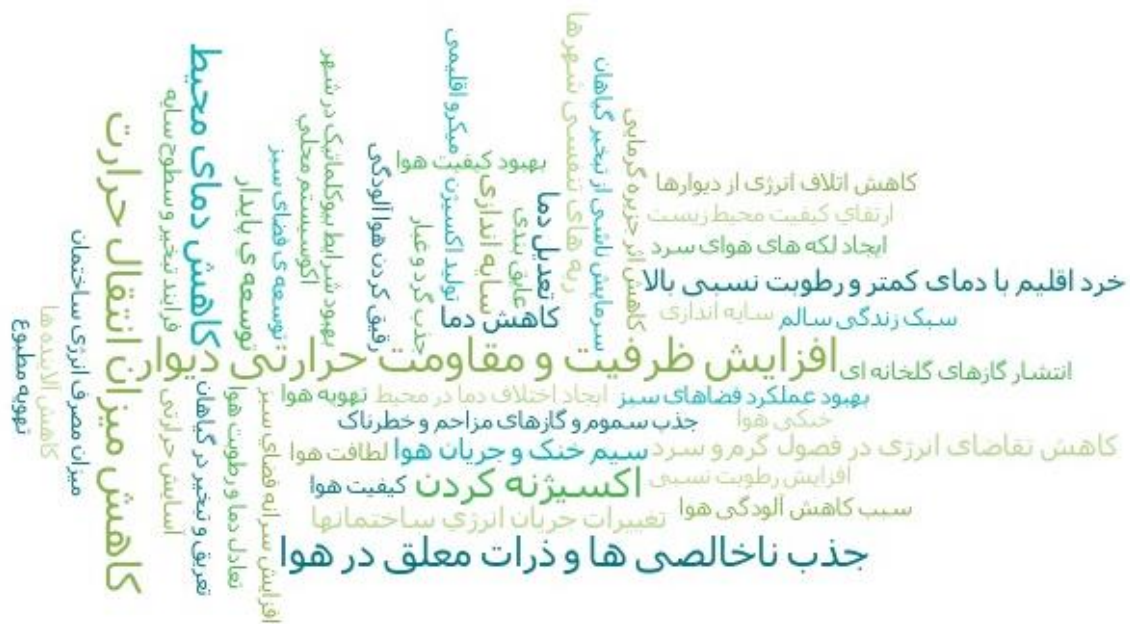 کاهش اتلاف انرژی از دیوارها
ارتقاي کیفیت محیط زیست
ایجاد لکه های هوای سرد
خرد اقلیم با دمای کمتر و رطوبت نسبی بالا
سایه اندازی
سبک زندگی سالم
انتشار گازهای گلخانه ای
افزایش ظرفیت و مقاومت حرارتی دیوار
بهبود عملکرد فضاهای سبز
ایجاد اختلاف دما در محیط
تهویه هوا
خنکی هوا
جذب سموم و گازهای مزاحم و خطرناک
کاهش تقاضای انرژی در فصول گرم و سرد
سیم خنک و جریان هوا
لطافت هوا
افزایش رطوبت نسبی
اکسیژنه کردن
کیفیت هوا
سبب کاهش آلودگی هوا
تغییرات جریان انرژي ساختمانها
جذب ناخالصی ها و ذرات معلق در هوا
کاهش دما
بهبود کیفیت هوا
کاهش اثر جزیره گرمایی
سرمایش ناشی از تبخیر گیاهان
ریه های تنفسی شهرها
تعدیل دما
عایق بندی
سایه اندازی
میکرو اقلیمی
تولید اکسیژن
جذب گرد و غبار
رقیق کردن هوا آلودگی
بهبود شرایط بیوکلماتیک در شهر
اکوسیستم محلي
توسعه ی فضای سبز
توسعه ی پایدار
کاهش دمای محیط
فرایند تبخیر و سطوح سایه
کاهش میزان انتقال حرارت
میزان مصرف انرژی ساختمان
کاهش آلاینده ها
تهویه مطبوع
آسایش حرارتی
تعریق و تبخیر در گیاهان
تعادل دما و رطوبت هوا
افزایش سرانه فضای سبز